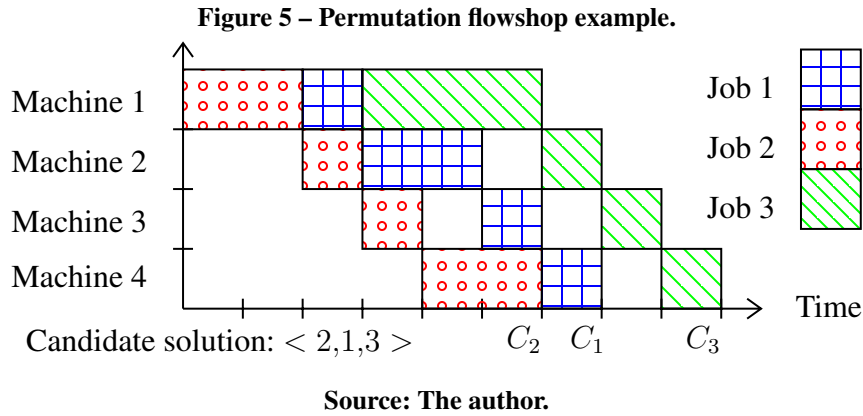 Figure 5 – Permutation flowshop example.
Machine 1
Machine 2
Machine 3
Machine 4
Job 1
Job 2
Job 3
Time
Candidate solution: < 2,1,3 >
C₂ C₁ C₃
Source: The author.